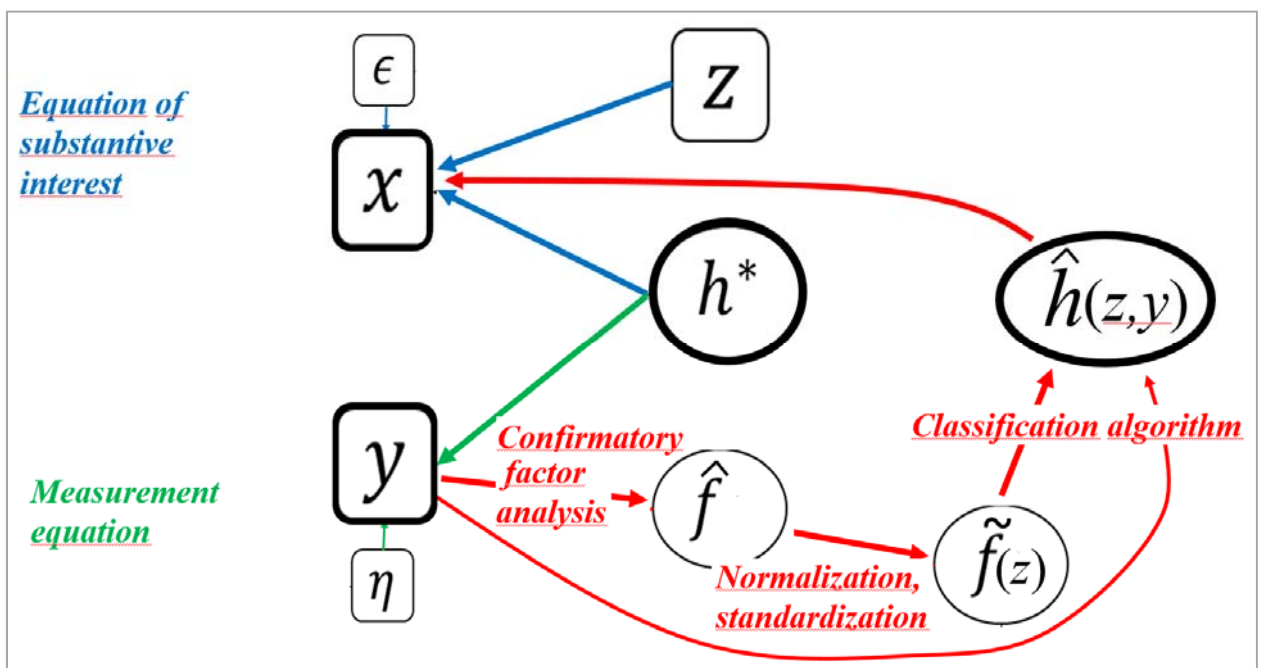 Equation of
substantive
interest
ϵ
x
z
h*
ĥ(z,y)
Classification algorithm
Measurement
equation
y
η
Confirmatory
factor
analysis
f̂
Normalization,
standardization
f̃(z)